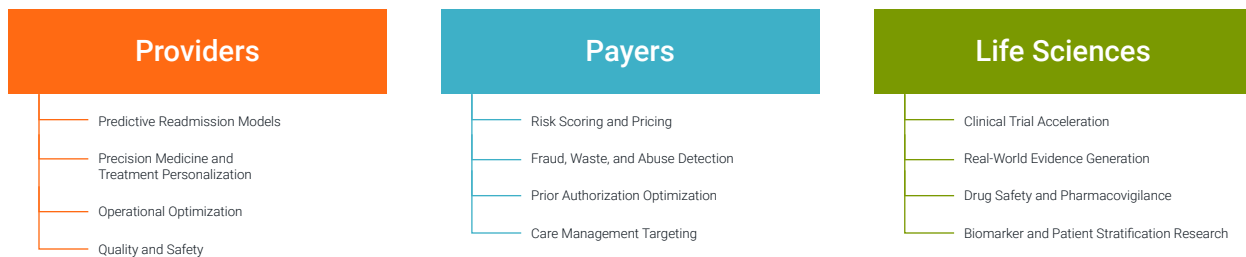 Providers
Predictive Readmission Models
Precision Medicine and
Treatment Personalization
Operational Optimization
Quality and Safety
Payers
Risk Scoring and Pricing
Fraud, Waste, and Abuse Detection
Prior Authorization Optimization
Care Management Targeting
Life Sciences
Clinical Trial Acceleration
Real-World Evidence Generation
Drug Safety and Pharmacovigilance
Biomarker and Patient Stratification Research